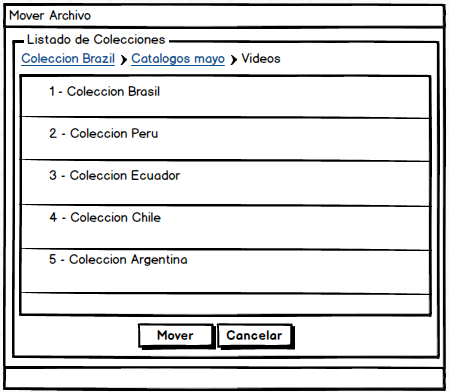 Mover Archivo
Listado de Colecciones
Coleccion Brazil > Catalogos mayo > Videos
1 - Coleccion Brasil
2 - Coleccion Peru
3 - Coleccion Ecuador
4 - Coleccion Chile
5 - Coleccion Argentina
Mover Cancelar